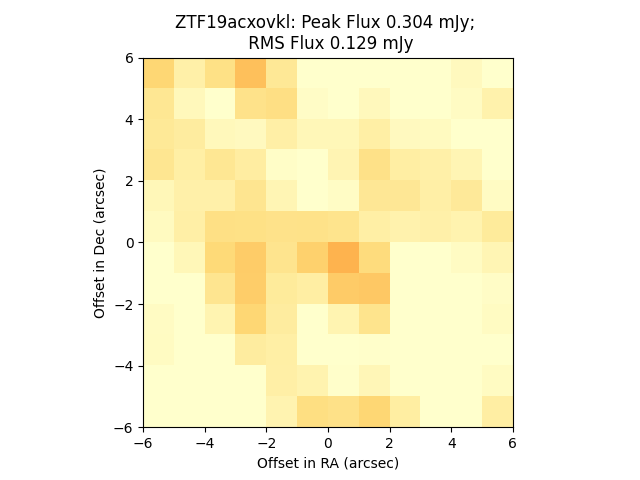 ZTF19acxovkl: Peak Flux 0.304 mJy;
RMS Flux 0.129 mJy
6
4
2
0
−2
−4
−6
Offset in Dec (arcsec)
−6 −4 −2 0 2 4 6
Offset in RA (arcsec)